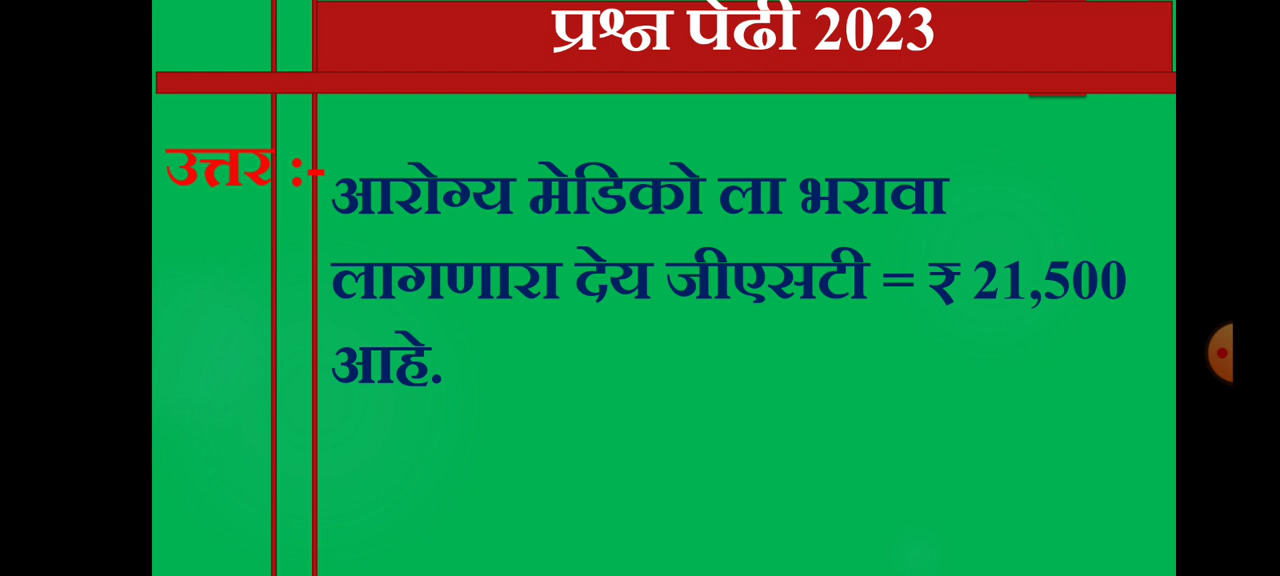 प्रश्न पेढी 2023
उत्तर :-
आरोग्य मेडिको ला भरावा
लागणारा देय जीएसटी = ₹ 21,500
आहे.